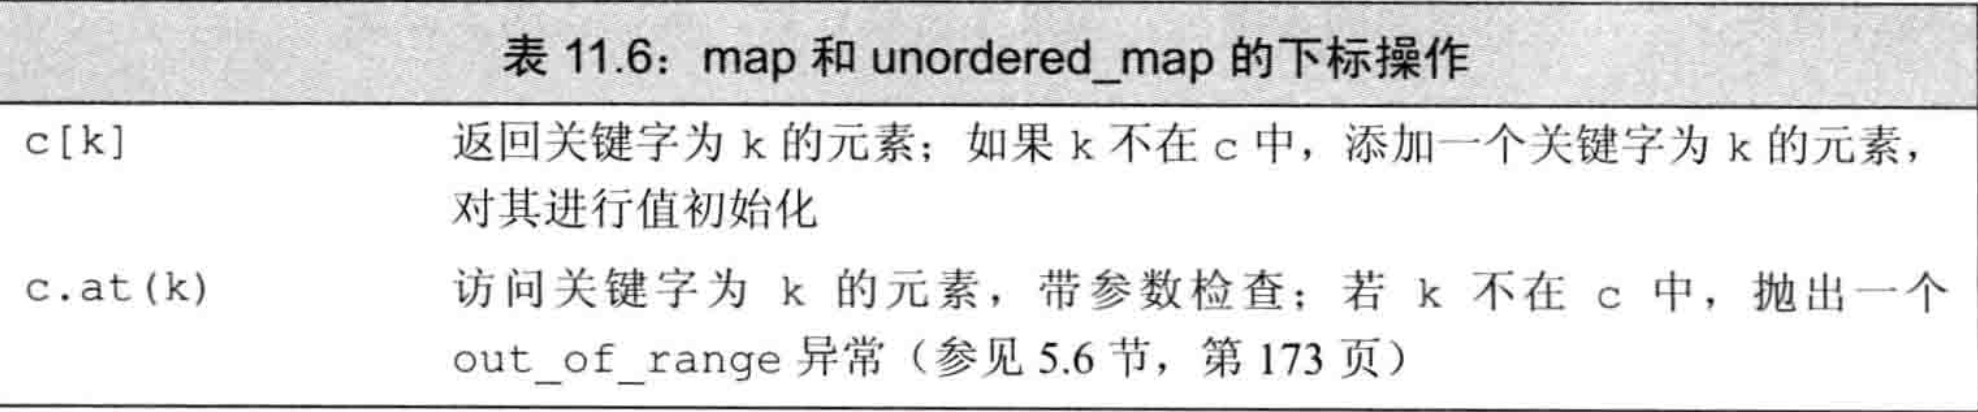 表 11.6：map 和 unordered_map 的下标操作
c[k] 返回关键字为 k 的元素；如果 k 不在 c 中，添加一个关键字为 k 的元素，
对其进行值初始化
c.at(k) 访问关键字为 k 的元素，带参数检查；若 k 不在 c 中，抛出一个
out_of_range 异常（参见 5.6 节，第 173 页）